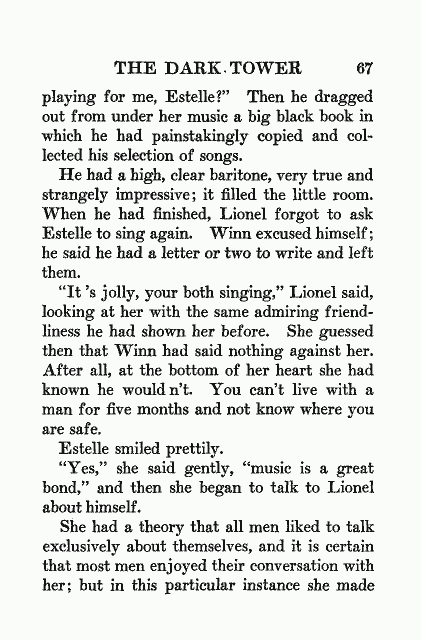 THE DARK TOWER 67
playing for me, Estelle?" Then he dragged
out from under her music a big black book in
which he had painstakingly copied and col-
lected his selection of songs.
He had a high, clear baritone, very true and
strangely impressive; it filled the little room.
When he had finished, Lionel forgot to ask
Estelle to sing again. Winn excused himself;
he said he had a letter or two to write and left
them.
"It 's jolly, your both singing," Lionel said,
looking at her with the same admiring friend-
liness he had shown her before. She guessed
then that Winn had said nothing against her.
After all, at the bottom of her heart she had
known he would n't. You can't live with a
man for five months and not know where you
are safe.
Estelle smiled prettily.
"Yes," she said gently, "music is a great
bond," and then she began to talk to Lionel
about himself.
She had a theory that all men liked to talk
exclusively about themselves, and it is certain
that most men enjoyed their conversation with
her; but in this particular instance she made